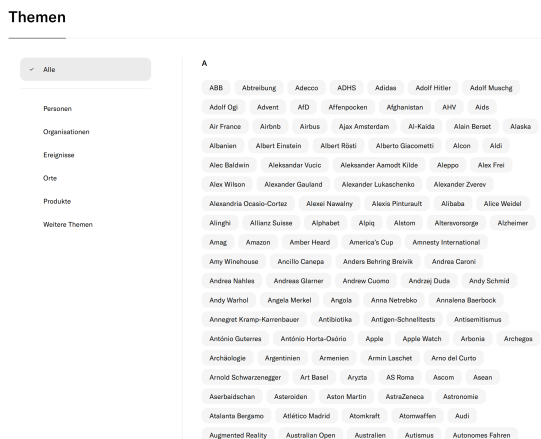 Themen
Alle
Personen
Organisationen
Ereignisse
Orte
Produkte
Weitere Themen
A
ABB Abtreibung Adecco ADHS Adidas Adolf Hitler Adolf Muschg
Adolf Ogi Advent AfD Affenpocken Afghanistan AHV Aids
Air France Airbnb Airbus Ajax Amsterdam Al-Kaida Alain Berset Alaska
Albanien Albert Einstein Albert Rösti Alberto Giacometti Alcon Aldi
Alec Baldwin Aleksandar Vucic Aleksander Aamodt Kilde Aleppo Alex Frei
Alex Wilson Alexander Gauland Alexander Lukaschenko Alexander Zverev
Alexandria Ocasio-Cortez Alexei Nawalny Alexis Pinturault Alibaba Alice Weidel
Alinghi Allianz Suisse Alphabet Alpiq Alstom Altersvorsorge Alzheimer
Amag Amazon Amber Heard America's Cup Amnesty International
Amy Winehouse Ancillo Canepa Anders Behring Breivik Andrea Caroni
Andrea Nahles Andreas Glarner Andrew Cuomo Andrzej Duda Andy Schmid
Andy Warhol Angela Merkel Angola Anna Netrebko Annalena Baerbock
Annegret Kramp-Karrenbauer Antibiotika Antigen-Schnelltests Antisemitismus
António Guterres António Horta-Osório Apple Apple Watch Arbonia Archegos
Archäologie Argentinien Armenien Armin Laschet Arno del Curto
Arnold Schwarzenegger Art Basel Aryzta AS Roma Ascom Asean
Aserbaidschan Asteroiden Aston Martin AstraZeneca Astronomie
Atalanta Bergamo Atlético Madrid Atomkraft Atomwaffen Audi
Augmented Reality Australian Open Australien Autismus Autonomes Fahren